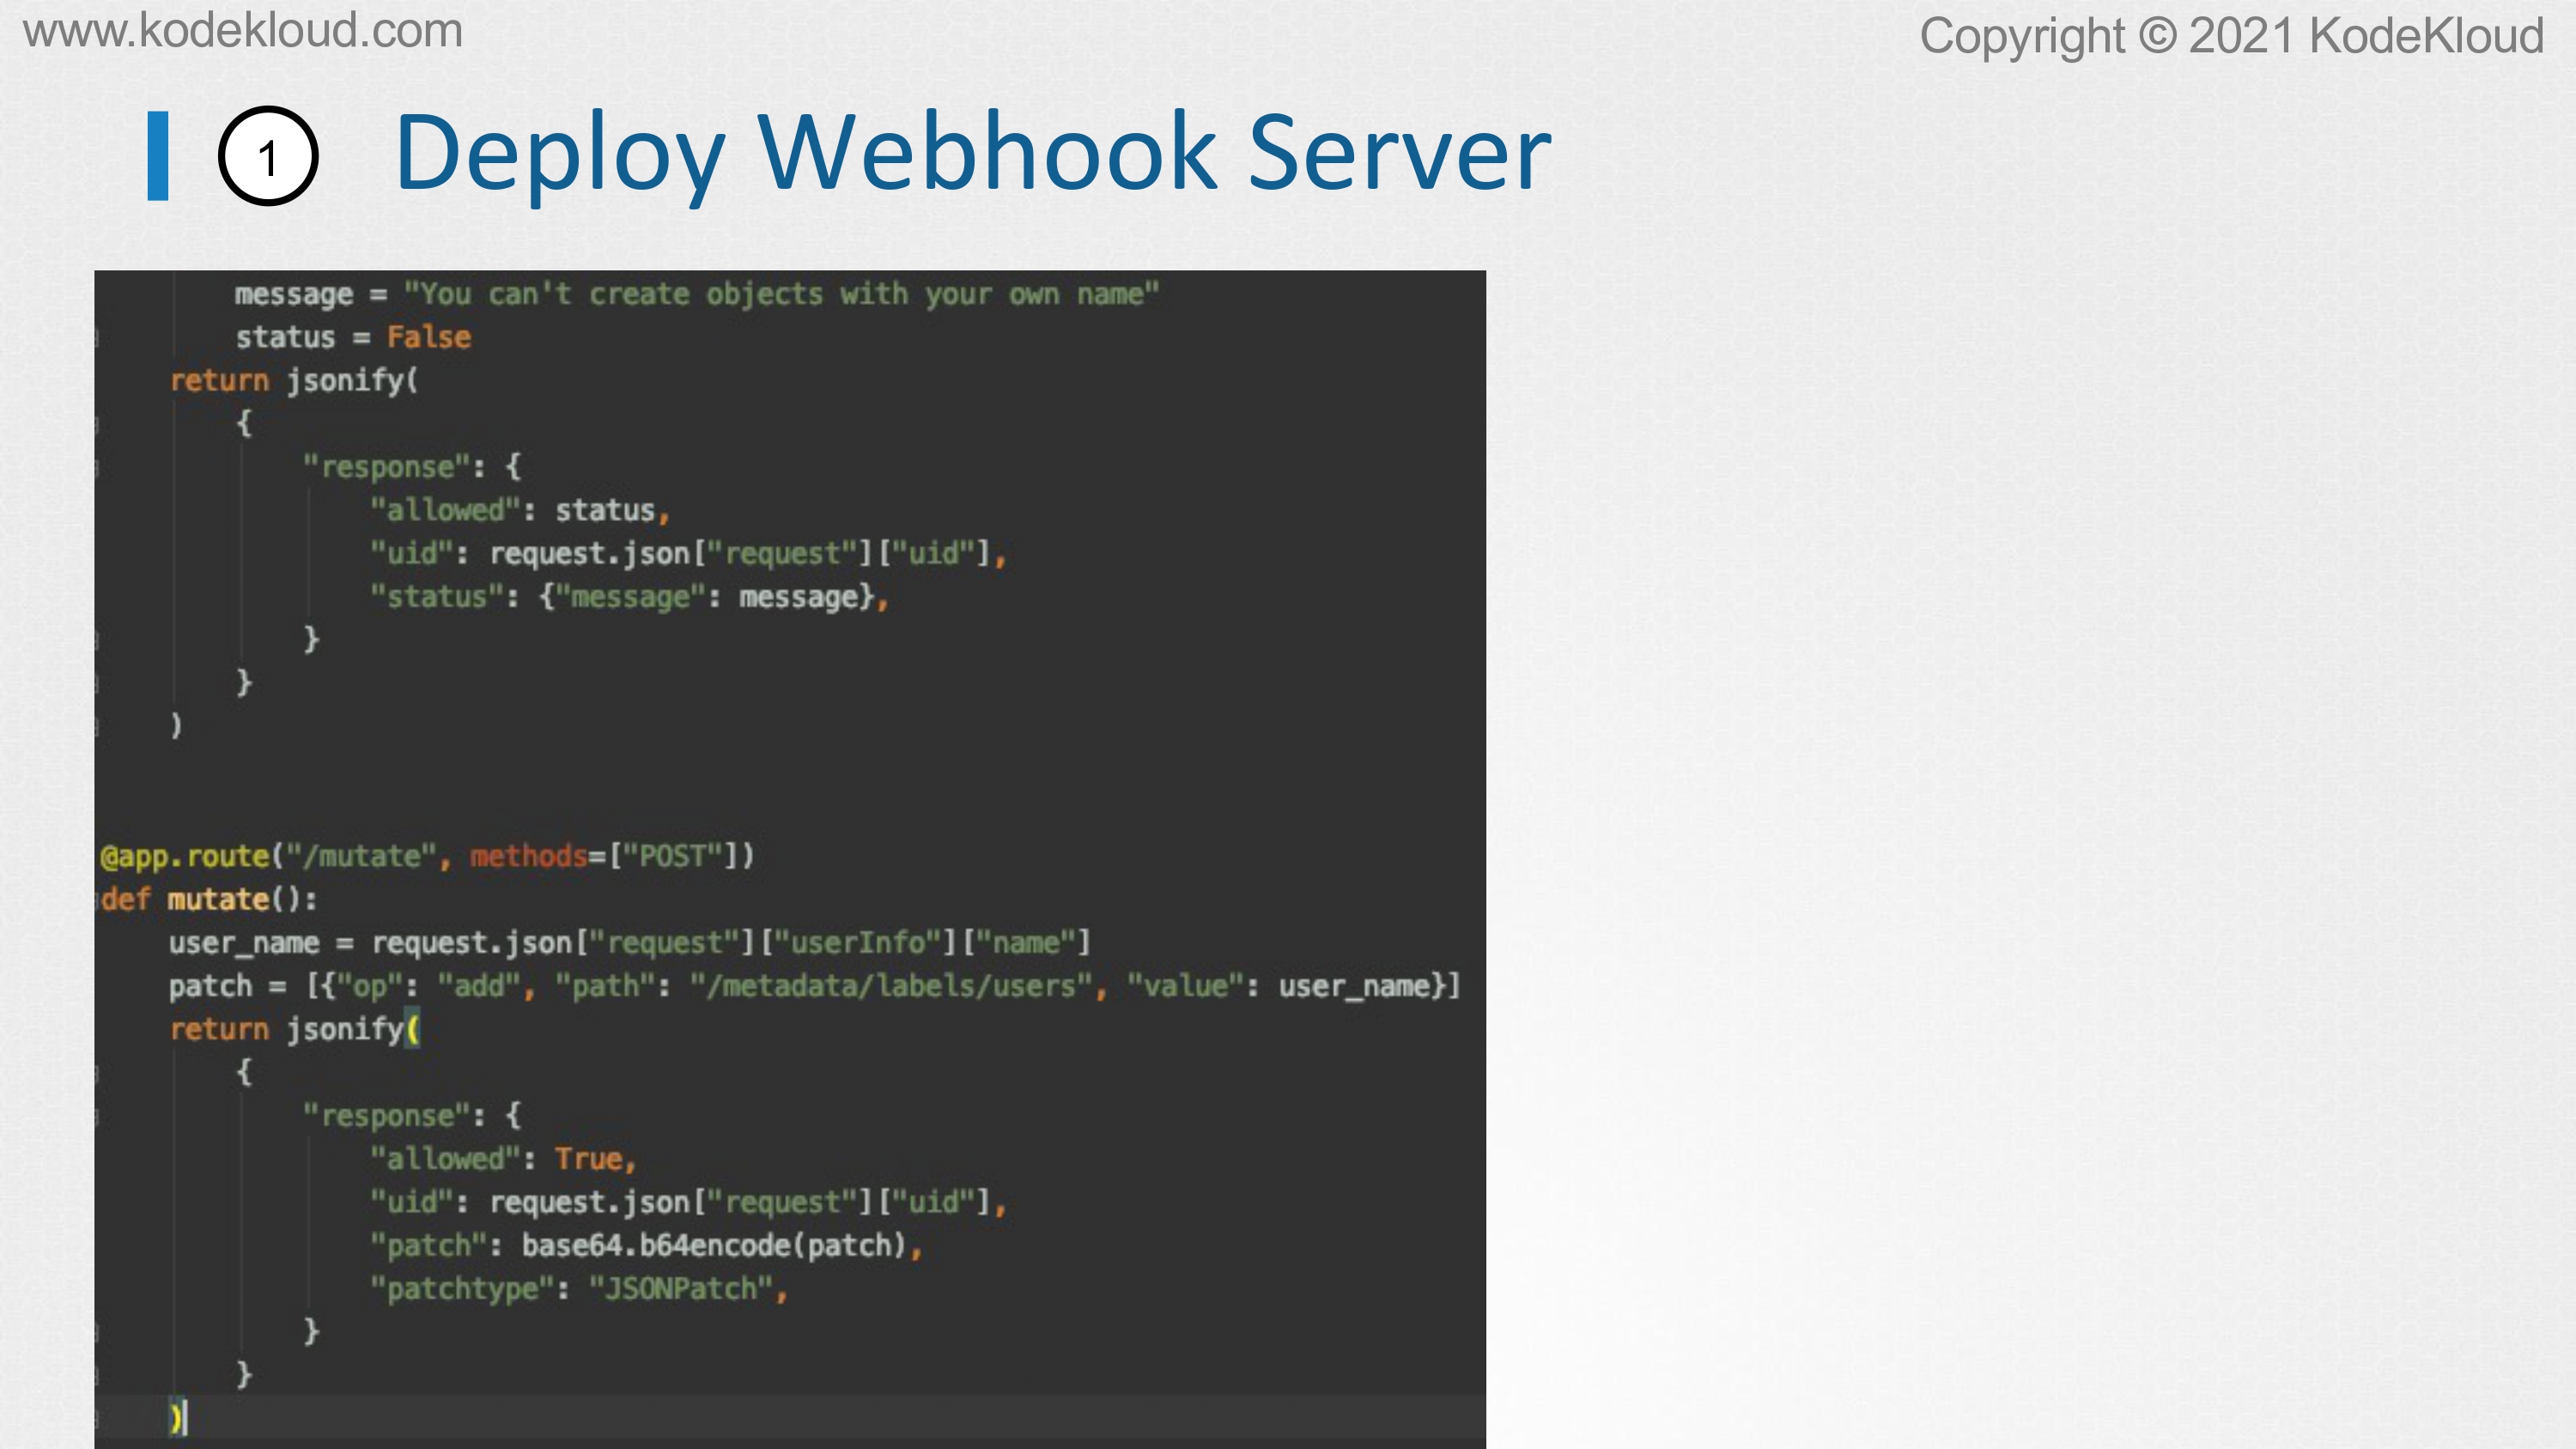 www.kodekloud.com
Copyright © 2021 KodeKloud
1 Deploy Webhook Server
        message = "You can't create objects with your own name"
        status = False
    return jsonify(
        {
            "response": {
                "allowed": status,
                "uid": request.json["request"]["uid"],
                "status": {"message": message},
            }
        }
    )
@app.route("/mutate", methods=["POST"])
def mutate():
    user_name = request.json["request"]["userInfo"]["name"]
    patch = [{"op": "add", "path": "/metadata/labels/users", "value": user_name}]
    return jsonify(
        {
            "response": {
                "allowed": True,
                "uid": request.json["request"]["uid"],
                "patch": base64.b64encode(patch),
                "patchtype": "JSONPatch",
            }
        }
    )